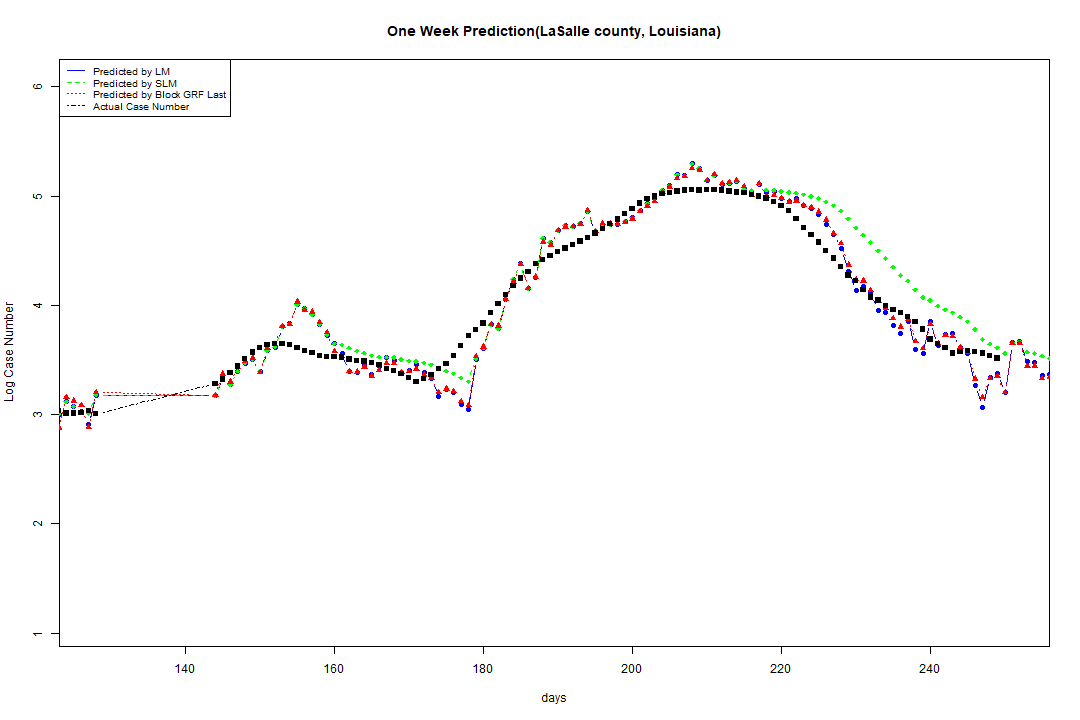 One Week Prediction(LaSalle county, Louisiana)
Predicted by LM
Predicted by SLM
Predicted by Block GRF Last
Actual Case Number
6
5
4
3
2
1
Log Case Number
140 160 180 200 220 240
days